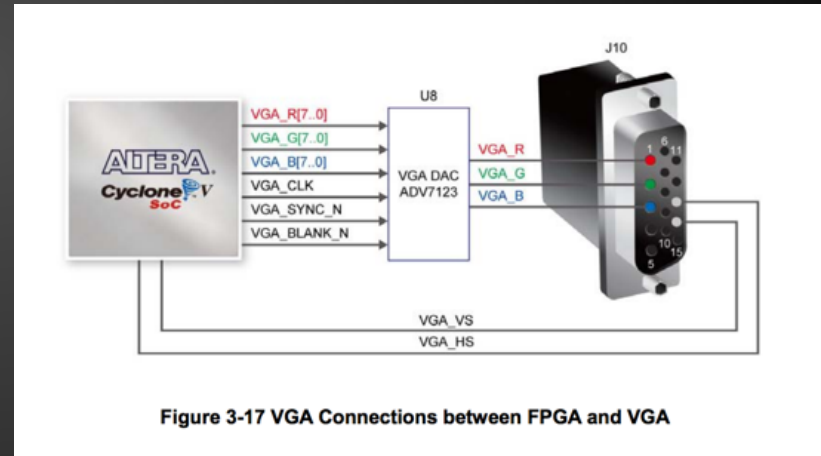 J10
U8
VGA_R[7..0]
VGA_G[7..0]
VGA_B[7..0]
VGA_CLK
VGA_SYNC_N
VGA_BLANK_N
ALTERA®
Cyclone V
SoC
VGA DAC
ADV7123
VGA_R
VGA_G
VGA_B
1
6
11
5
10
15
VGA_VS
VGA_HS
Figure 3-17 VGA Connections between FPGA and VGA